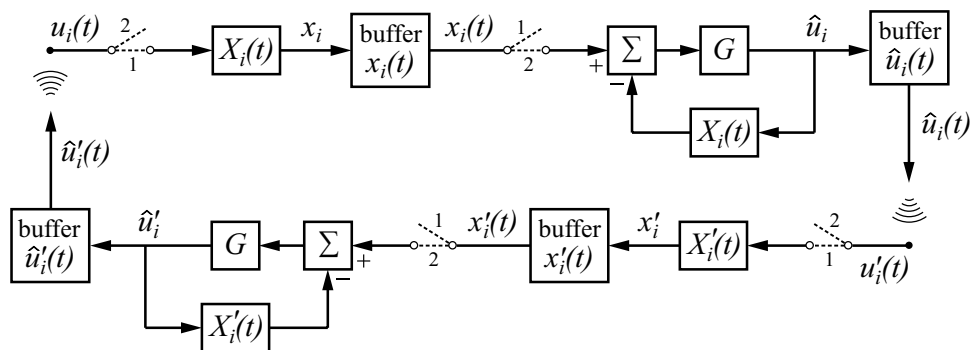 u_i(t) 2 1 X_i(t) x_i buffer x_i(t) x_i(t) 1 2 + Σ − G û_i buffer û_i(t)
X_i(t)
û_i(t)
û'_i(t)
buffer û'_i(t) û'_i G Σ − + 1 2 x'_i(t) buffer x'_i(t) x'_i X'_i(t) 2 1 u'_i(t)
X'_i(t)